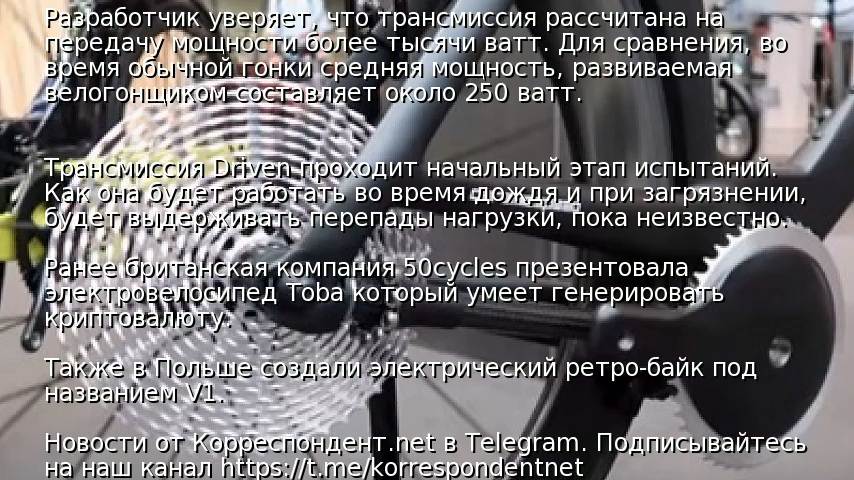 Разработчик уверяет, что трансмиссия рассчитана на
передачу мощности более тысячи ватт. Для сравнения, во
время обычной гонки средняя мощность, развиваемая
велогонщиком составляет около 250 ватт.
Трансмиссия Driven проходит начальный этап испытаний.
Как она будет работать во время дождя и при загрязнении,
будет выдерживать перепады нагрузки, пока неизвестно.
Ранее британская компания 50cycles презентовала
электровелосипед Toba который умеет генерировать
криптовалюту.
Также в Польше создали электрический ретро-байк под
названием V1.
Новости от Корреспондент.net в Telegram. Подписывайтесь
на наш канал https://t.me/korrespondentnet